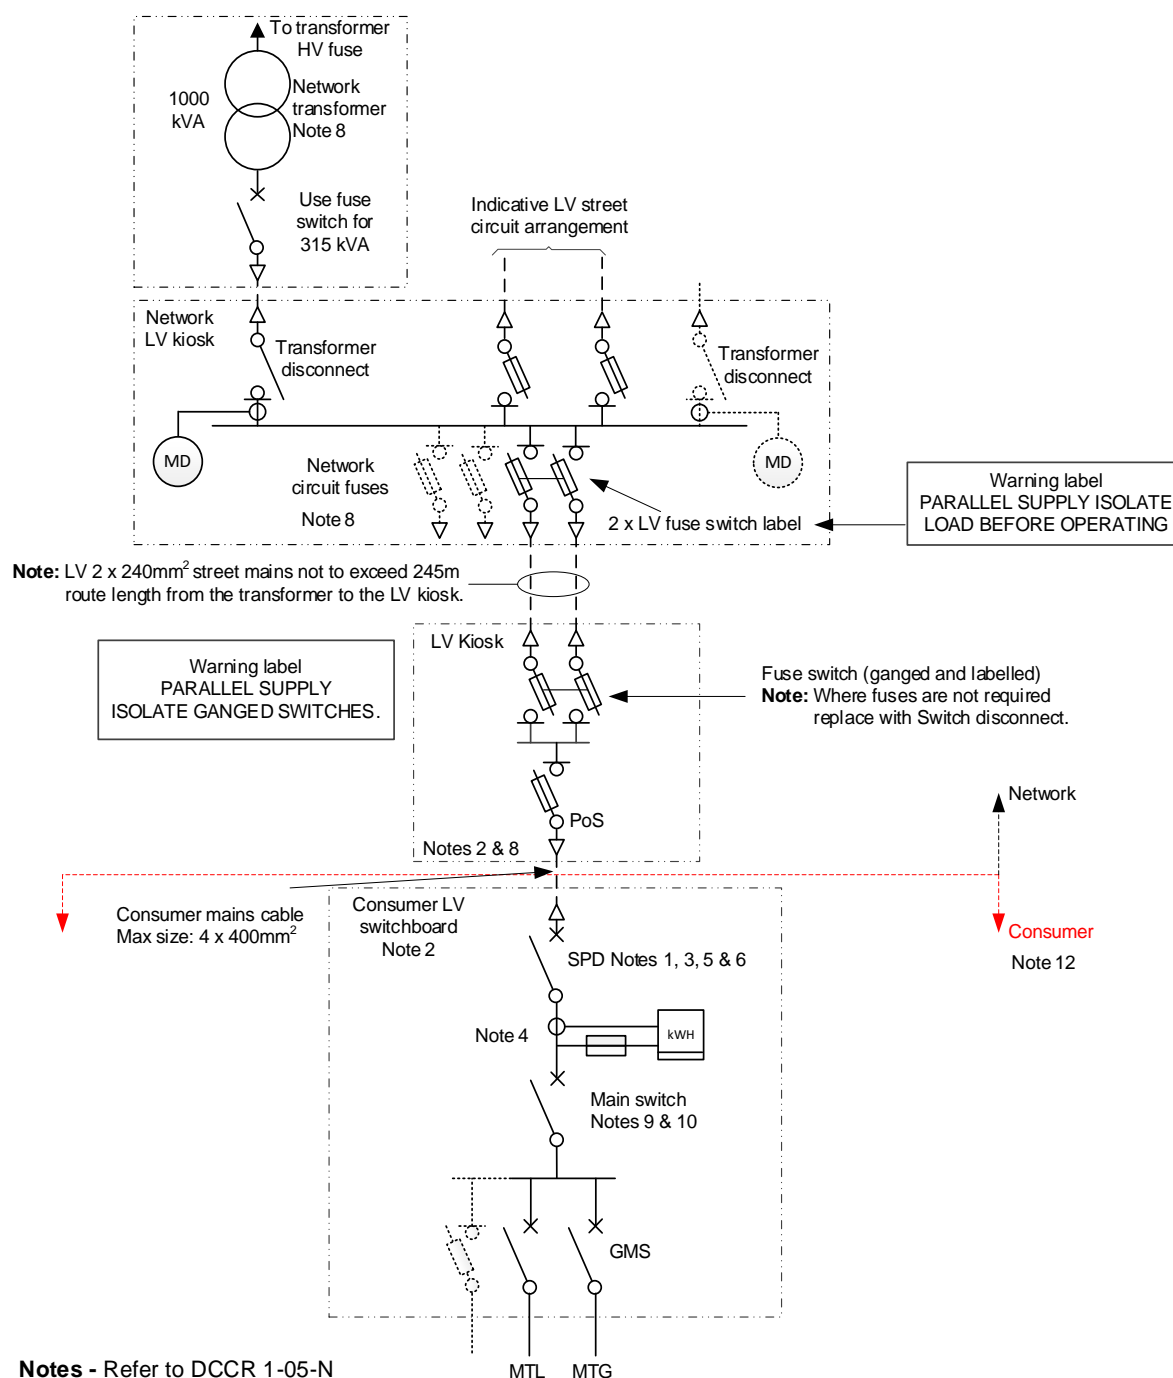 To transformer
HV fuse
1000
kVA
Network
transformer
Note 8
Use fuse
switch for
315 kVA
Indicative LV street
circuit arrangement
Network
LV kiosk
Transformer
disconnect
Transformer
disconnect
MD
MD
Network
circuit fuses
Note 8
2 x LV fuse switch label
Warning label
PARALLEL SUPPLY ISOLATE
LOAD BEFORE OPERATING
Note: LV 2 x 240mm² street mains not to exceed 245m
route length from the transformer to the LV kiosk.
LV Kiosk
Warning label
PARALLEL SUPPLY
ISOLATE GANGED SWITCHES.
Fuse switch (ganged and labelled)
Note: Where fuses are not required
replace with Switch disconnect.
PoS
Notes 2 & 8
Network
Consumer
Note 12
Consumer mains cable
Max size: 4 x 400mm²
Consumer LV
switchboard
Note 2
SPD Notes 1, 3, 5 & 6
Note 4
kWH
Main switch
Notes 9 & 10
GMS
MTL
MTG
Notes - Refer to DCCR 1-05-N